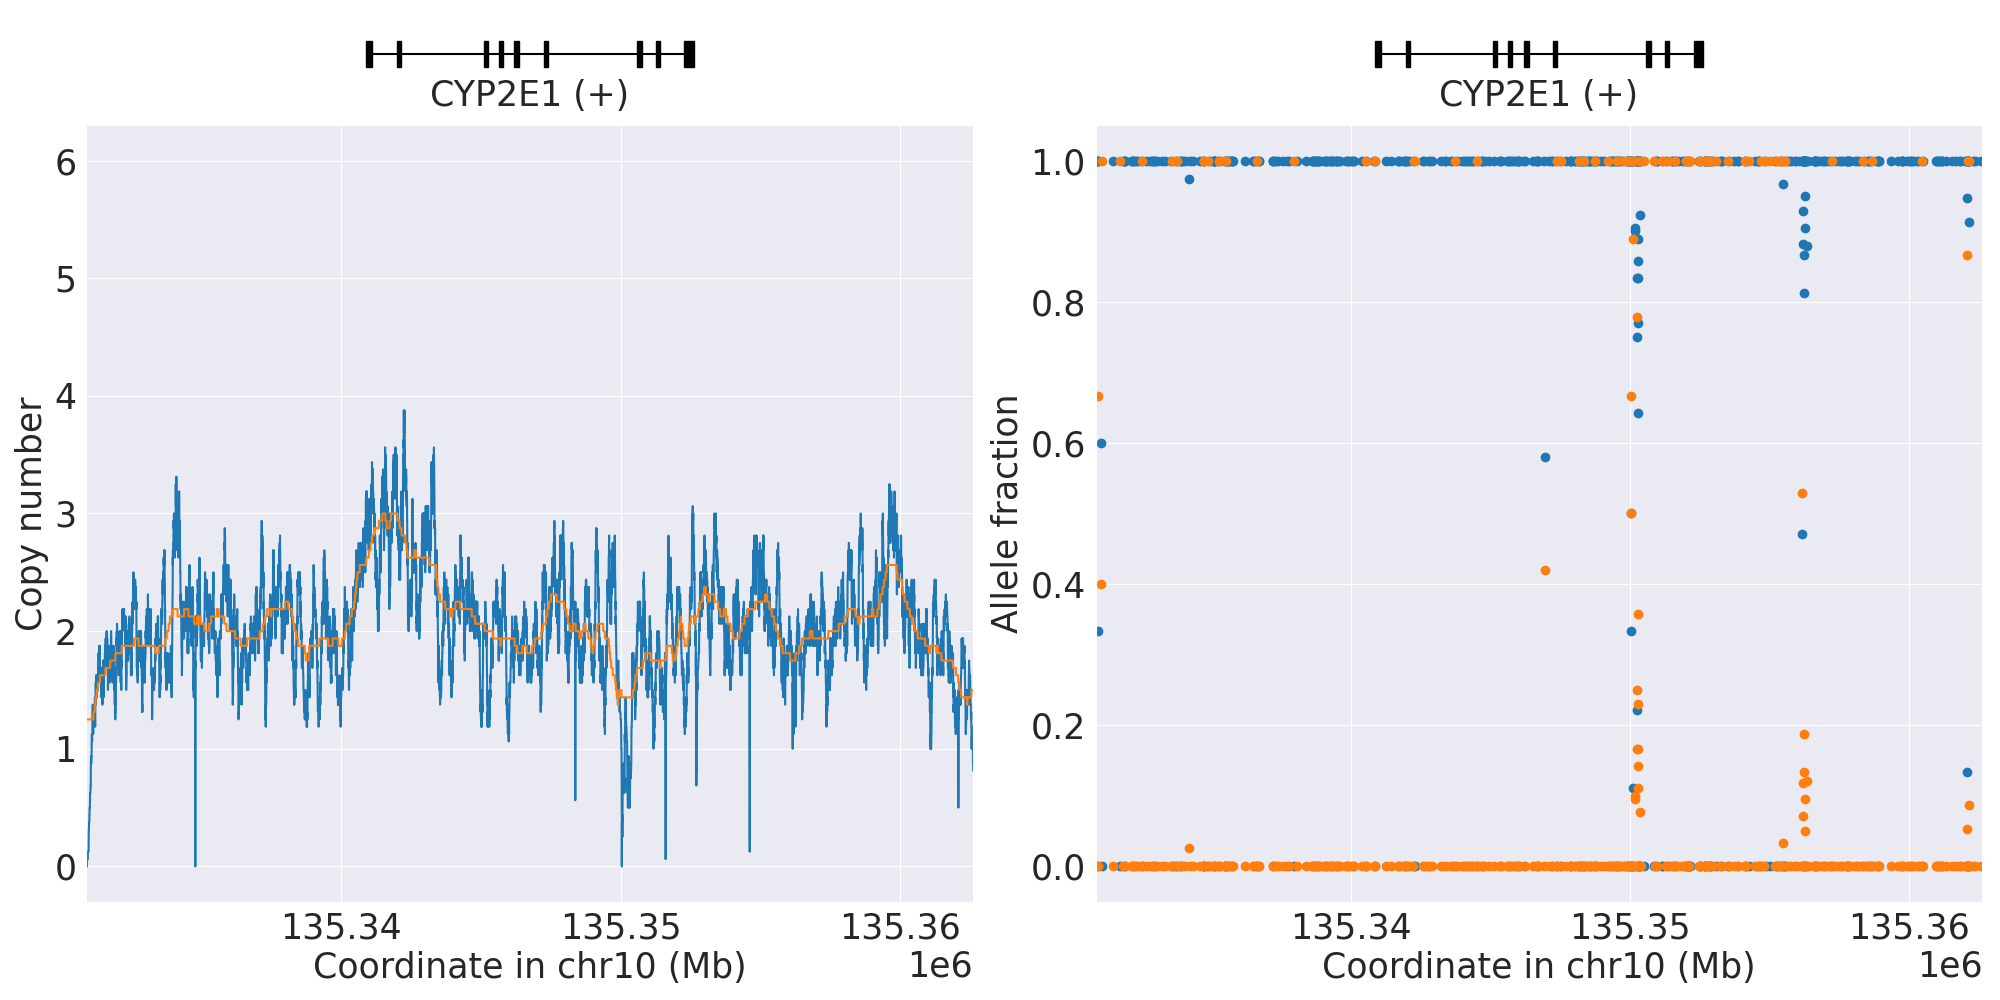 CYP2E1 (+)
Copy number
6
5
4
3
2
1
0
135.34 135.35 135.36
Coordinate in chr10 (Mb)
1e6
CYP2E1 (+)
Allele fraction
1.0
0.8
0.6
0.4
0.2
0.0
135.34 135.35 135.36
Coordinate in chr10 (Mb)
1e6